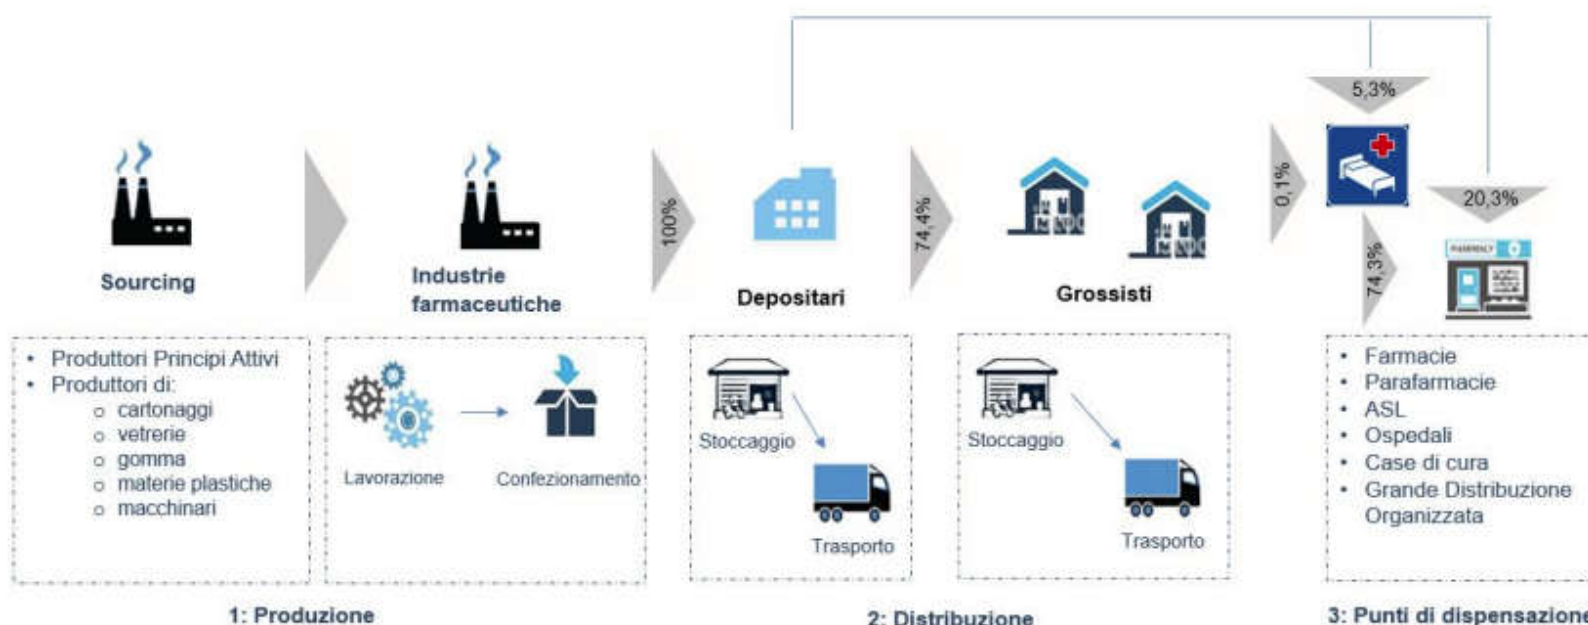 5,3%
0,1%
20,3%
100%
74,4%
74,3%
PHARMACY
Sourcing
Industrie
farmaceutiche
Depositari
Grossisti
• Produttori Principi Attivi
• Produttori di:
o cartonaggi
o vetrerie
o gomma
o materie plastiche
o macchinari
Lavorazione
Confezionamento
Stoccaggio
Trasporto
Stoccaggio
Trasporto
• Farmacie
• Parafarmacie
• ASL
• Ospedali
• Case di cura
• Grande Distribuzione
Organizzata
1: Produzione
2: Distribuzione
3: Punti di dispensazione